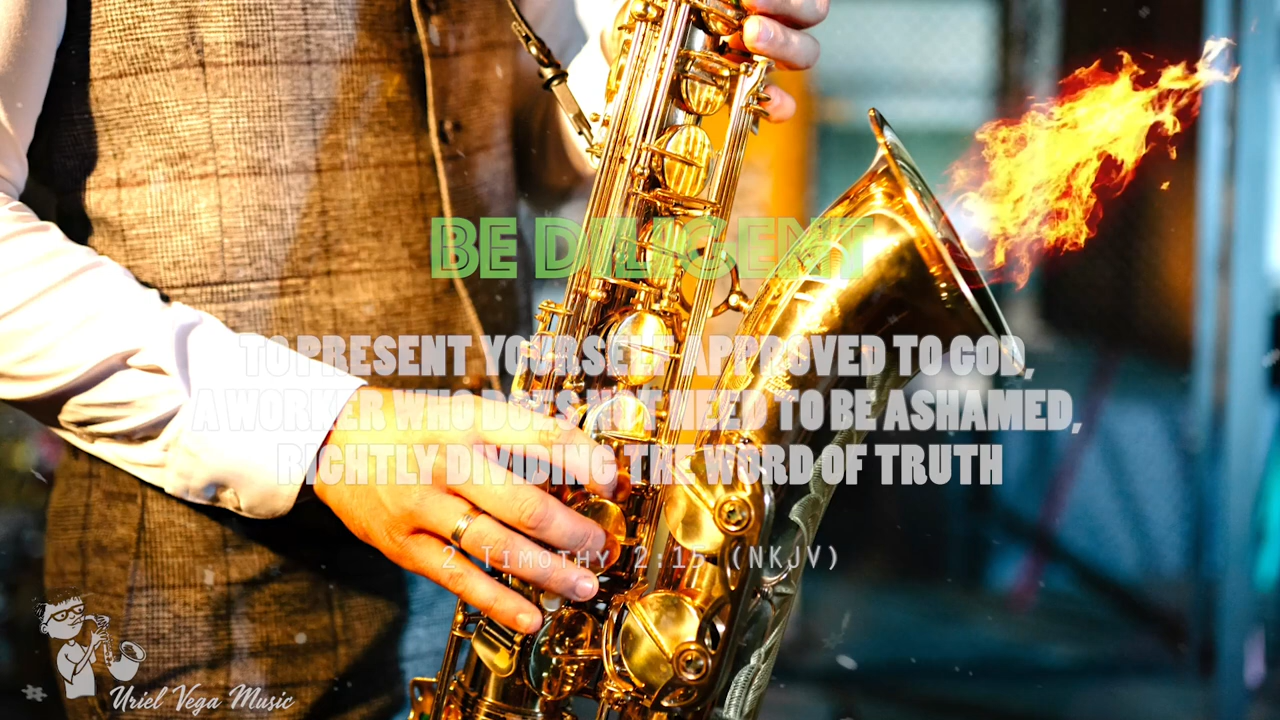 BE DILIGENT
TO PRESENT YOURSELF APPROVED TO GOD,
A WORKER WHO DOES NOT NEED TO BE ASHAMED,
RIGHTLY DIVIDING THE WORD OF TRUTH
2 Timothy 2:15 (NKJV)
Uriel Vega Music